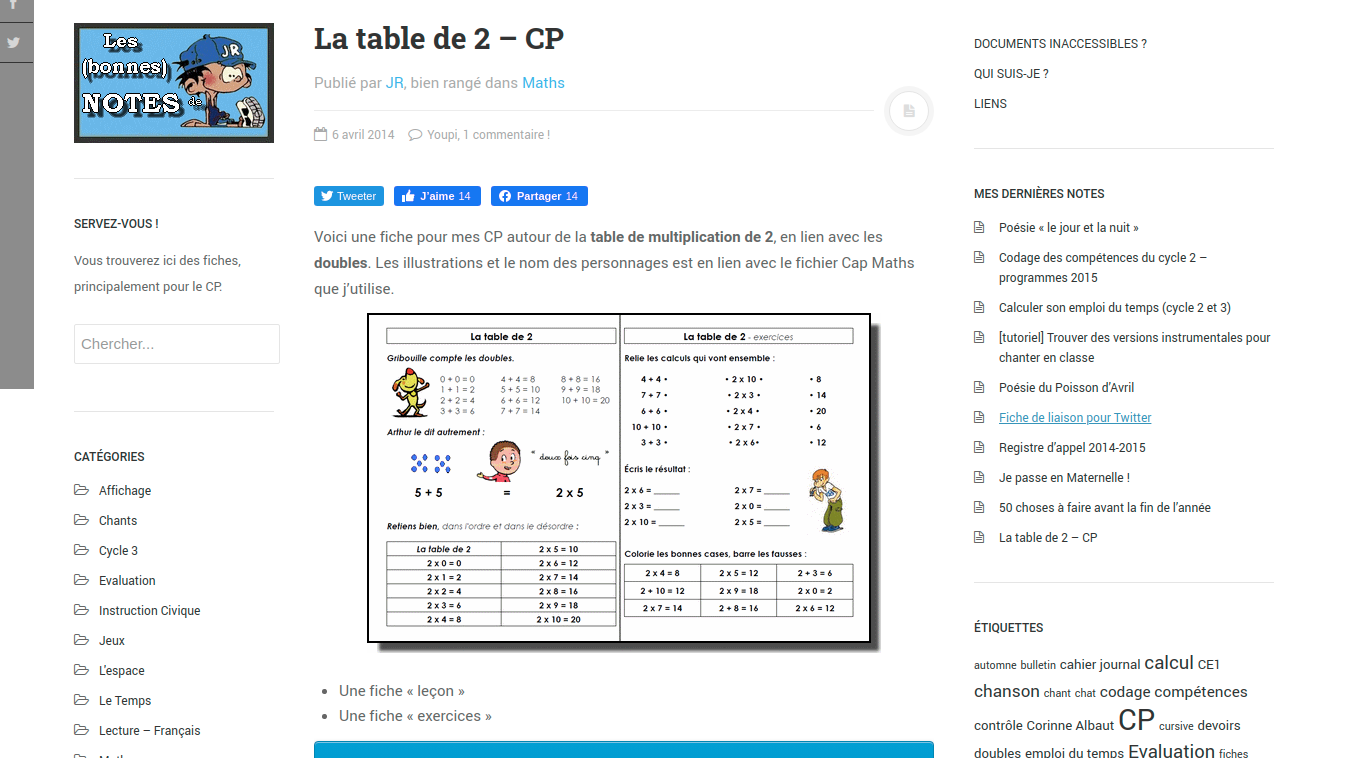 Les
(bonnes)
NOTES de
JR
SERVEZ-VOUS !
Vous trouverez ici des fiches,
principalement pour le CP.
Chercher...
CATÉGORIES
Affichage
Chants
Cycle 3
Evaluation
Instruction Civique
Jeux
L'espace
Le Temps
Lecture – Français
La table de 2 – CP
Publié par JR, bien rangé dans Maths
6 avril 2014 Youpi, 1 commentaire !
Tweeter J'aime 14 Partager 14
Voici une fiche pour mes CP autour de la table de multiplication de 2, en lien avec les
doubles. Les illustrations et le nom des personnages est en lien avec le fichier Cap Maths
que j'utilise.
La table de 2
Gribouille compte les doubles.
0 + 0 = 0 4 + 4 = 8 8 + 8 = 16
1 + 1 = 2 5 + 5 = 10 9 + 9 = 18
2 + 2 = 4 6 + 6 = 12 10 + 10 = 20
3 + 3 = 6 7 + 7 = 14
Arthur le dit autrement :
" deux fois cinq "
5 + 5 = 2 x 5
Retiens bien, dans l'ordre et dans le désordre :
La table de 2 2 x 5 = 10
2 x 0 = 0 2 x 6 = 12
2 x 1 = 2 2 x 7 = 14
2 x 2 = 4 2 x 8 = 16
2 x 3 = 6 2 x 9 = 18
2 x 4 = 8 2 x 10 = 20
La table de 2 - exercices
Relie les calculs qui vont ensemble :
4 + 4 • • 2 x 10 • • 8
7 + 7 • • 2 x 3 • • 14
6 + 6 • • 2 x 4 • • 20
10 + 10 • • 2 x 7 • • 6
3 + 3 • • 2 x 6• • 12
Écris le résultat :
2 x 6 = ______ 2 x 7 = ______
2 x 3 = ______ 2 x 0 = ______
2 x 10 = ______ 2 x 5 = ______
Colorie les bonnes cases, barre les fausses :
2 x 4 = 8 2 x 5 = 12 2 + 3 = 6
2 + 10 = 12 2 x 9 = 18 2 x 0 = 2
2 x 7 = 14 2 + 8 = 16 2 x 6 = 12
• Une fiche « leçon »
• Une fiche « exercices »
DOCUMENTS INACCESSIBLES ?
QUI SUIS-JE ?
LIENS
MES DERNIÈRES NOTES
Poésie « le jour et la nuit »
Codage des compétences du cycle 2 –
programmes 2015
Calculer son emploi du temps (cycle 2 et 3)
[tutoriel] Trouver des versions instrumentales pour
chanter en classe
Poésie du Poisson d'Avril
Fiche de liaison pour Twitter
Registre d'appel 2014-2015
Je passe en Maternelle !
50 choses à faire avant la fin de l'année
La table de 2 – CP
ÉTIQUETTES
automne bulletin cahier journal calcul CE1
chanson chant chat codage compétences
contrôle Corinne Albaut CP cursive devoirs
doubles emploi du temps Evaluation fiches